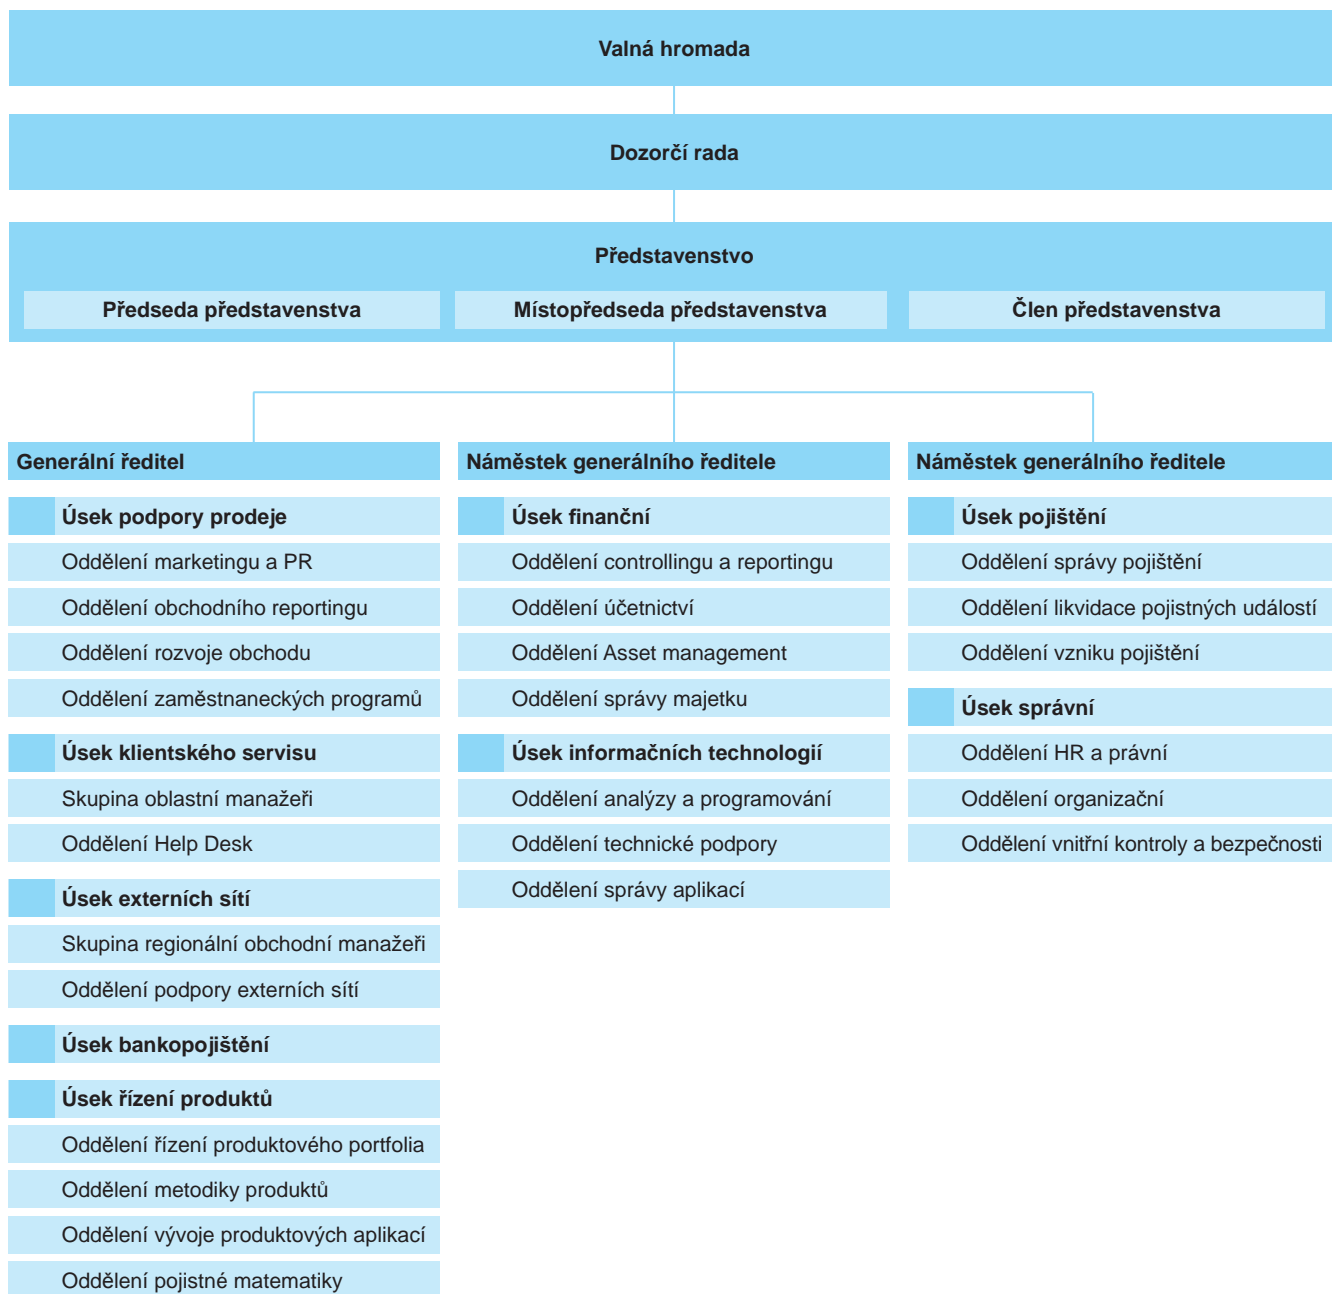 Valná hromada
Dozorčí rada
Představenstvo
Předseda představenstva
Místopředseda představenstva
Člen představenstva
Generální ředitel
Úsek podpory prodeje
Oddělení marketingu a PR
Oddělení obchodního reportingu
Oddělení rozvoje obchodu
Oddělení zaměstnaneckých programů
Úsek klientského servisu
Skupina oblastní manažeři
Oddělení Help Desk
Úsek externích sítí
Skupina regionální obchodní manažeři
Oddělení podpory externích sítí
Úsek bankopojištění
Úsek řízení produktů
Oddělení řízení produktového portfolia
Oddělení metodiky produktů
Oddělení vývoje produktových aplikací
Oddělení pojistné matematiky
Náměstek generálního ředitele
Úsek finanční
Oddělení controllingu a reportingu
Oddělení účetnictví
Oddělení Asset management
Oddělení správy majetku
Úsek informačních technologií
Oddělení analýzy a programování
Oddělení technické podpory
Oddělení správy aplikací
Náměstek generálního ředitele
Úsek pojištění
Oddělení správy pojištění
Oddělení likvidace pojistných událostí
Oddělení vzniku pojištění
Úsek správní
Oddělení HR a právní
Oddělení organizační
Oddělení vnitřní kontroly a bezpečnosti